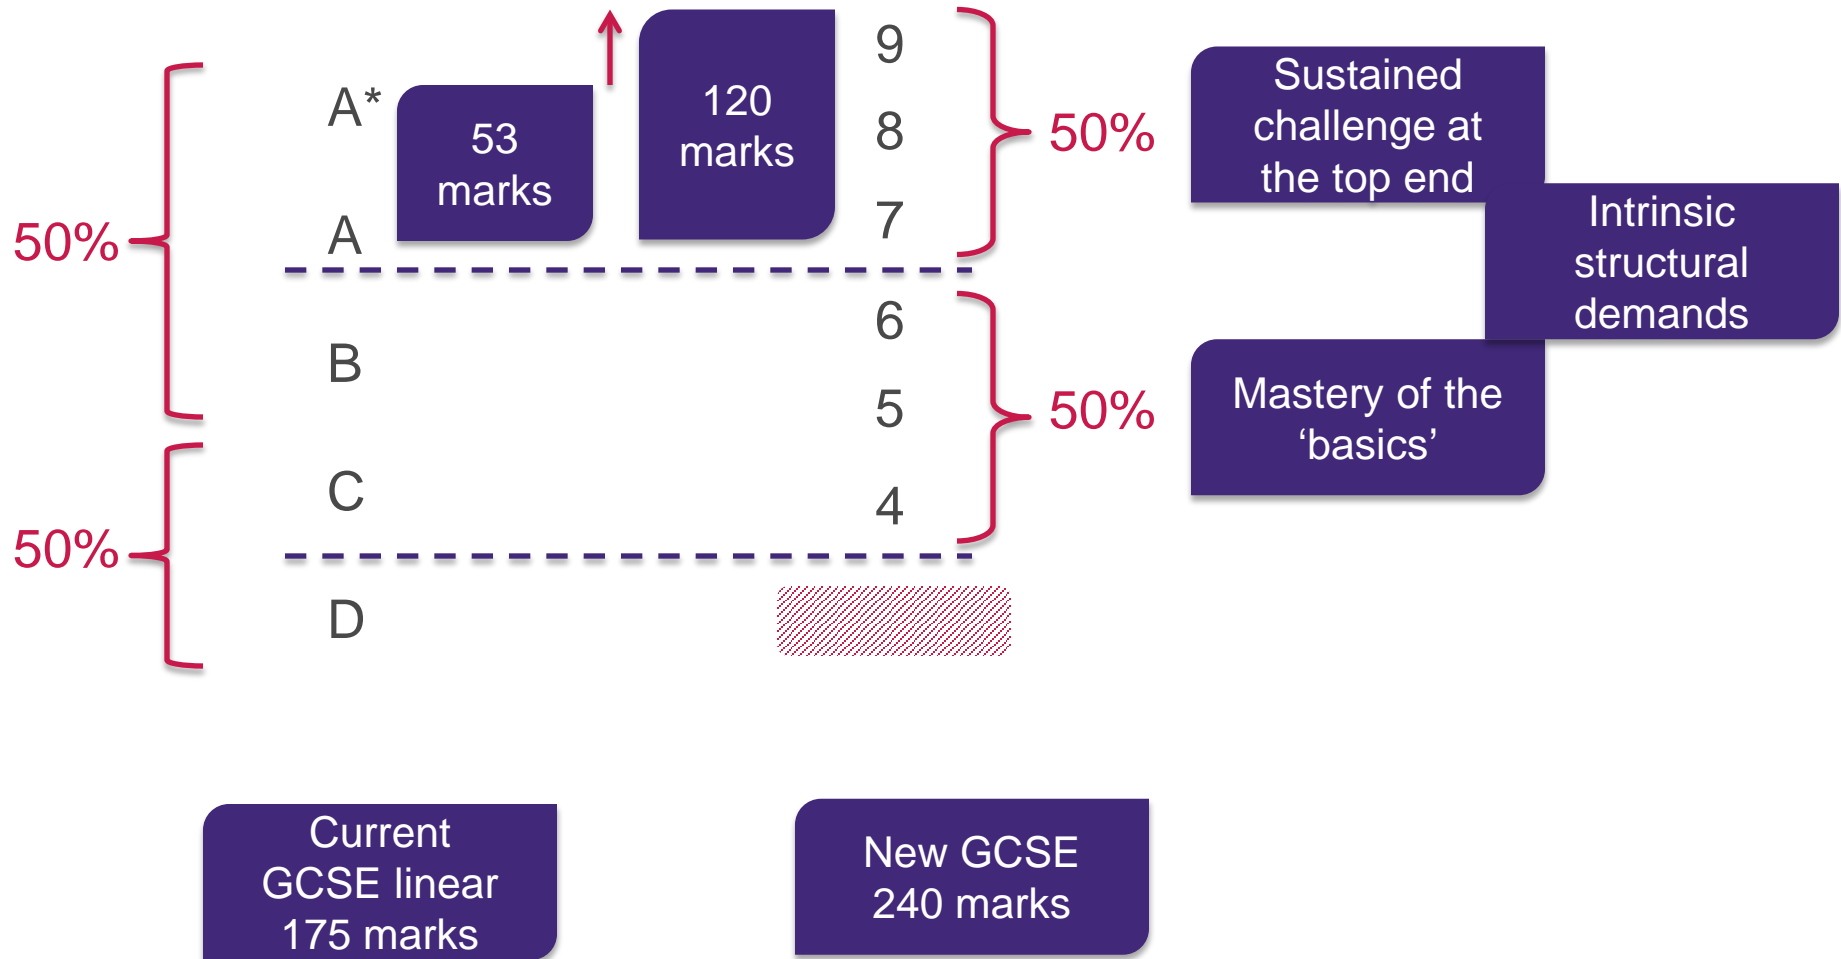 A*
A
B
C
D
50%
50%
53
marks
120
marks
9
8
7
6
5
4
50%
50%
Sustained
challenge at
the top end
Intrinsic
structural
demands
Mastery of the
‘basics’
Current
GCSE linear
175 marks
New GCSE
240 marks